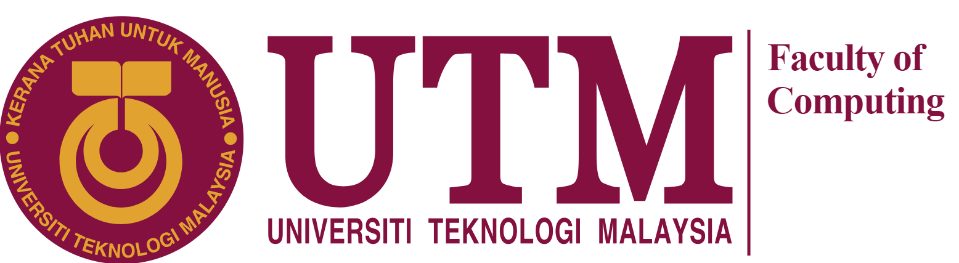 KERANA TUHAN UNTUK MANUSIA
UNIVERSITI TEKNOLOGI MALAYSIA
UTM
UNIVERSITI TEKNOLOGI MALAYSIA
Faculty of
Computing